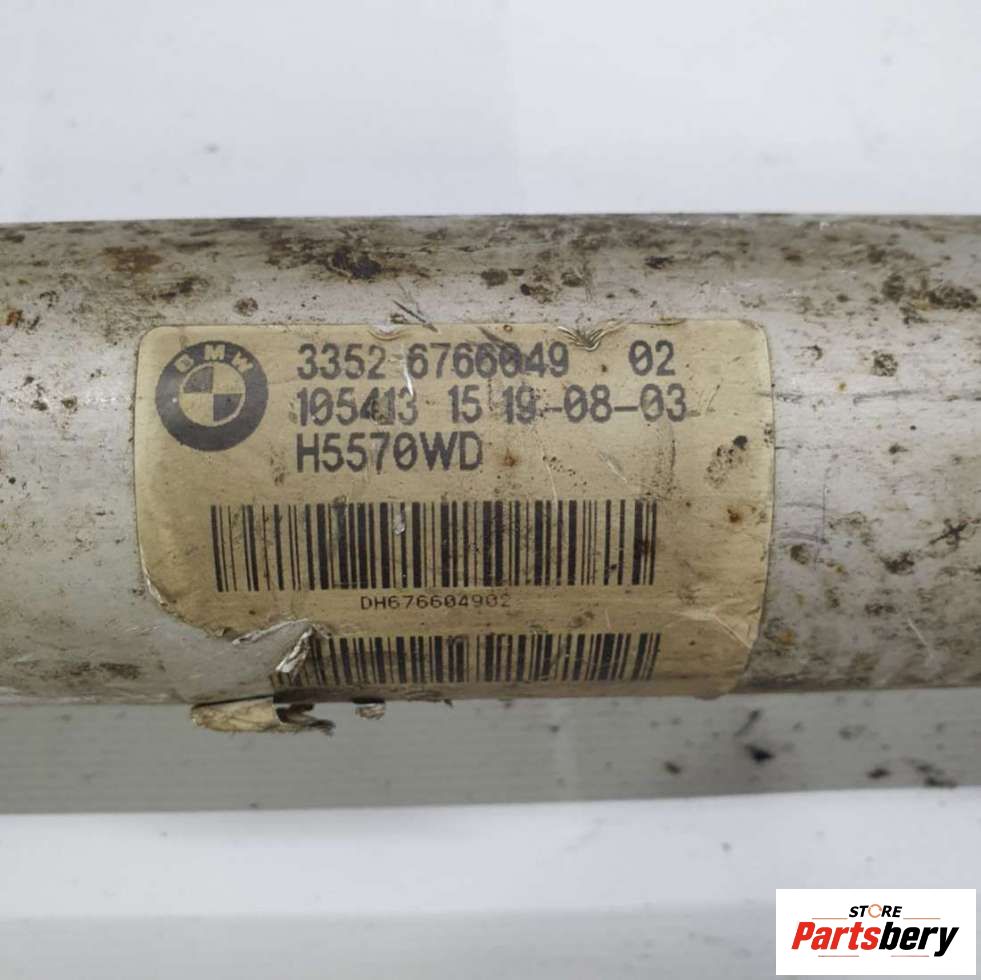 BMW
3352 6766049 02
105413 15 19-08-03
H5570WD
DH676604902
STORE
Partsbery